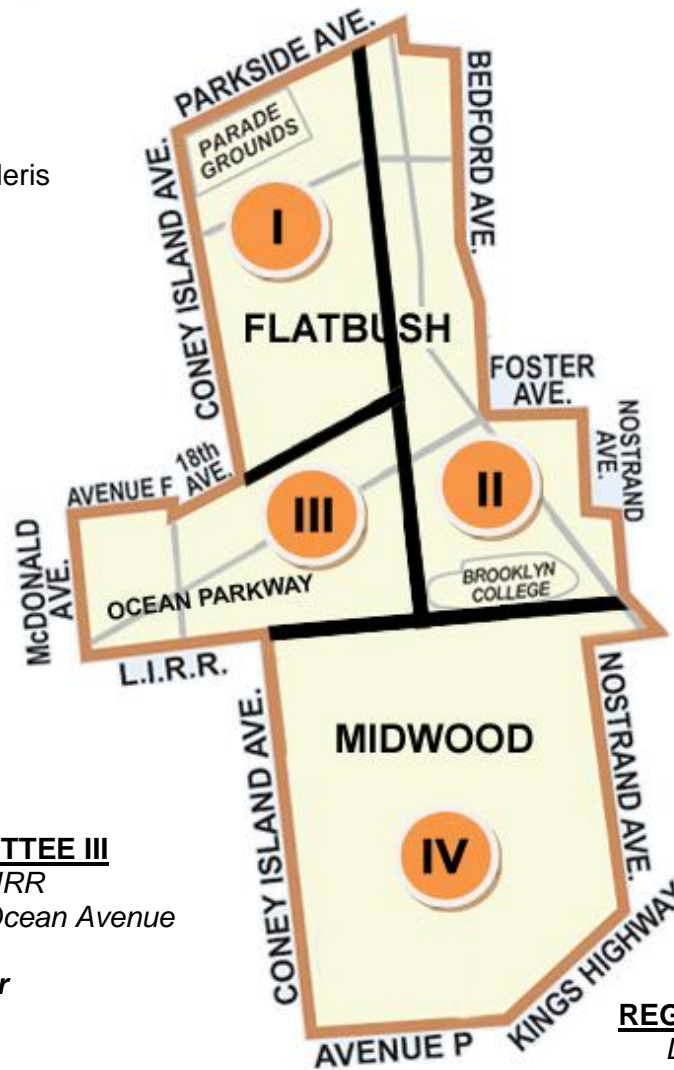 PARKSIDE AVE.
BEDFORD AVE.
PARADE
GROUNDS
CONEY ISLAND AVE.
I
FLATBUSH
FOSTER
AVE.
NOSTRAND
AVE.
18th
AVE.
AVENUE F
III
II
McDONALD
AVE.
OCEAN PARKWAY
BROOKLYN
COLLEGE
L.I.R.R.
CONEY ISLAND AVE.
NOSTRAND AVE.
MIDWOOD
IV
TTEE III
Ocean Avenue
KINGS HIGHWAY
AVENUE P
REG